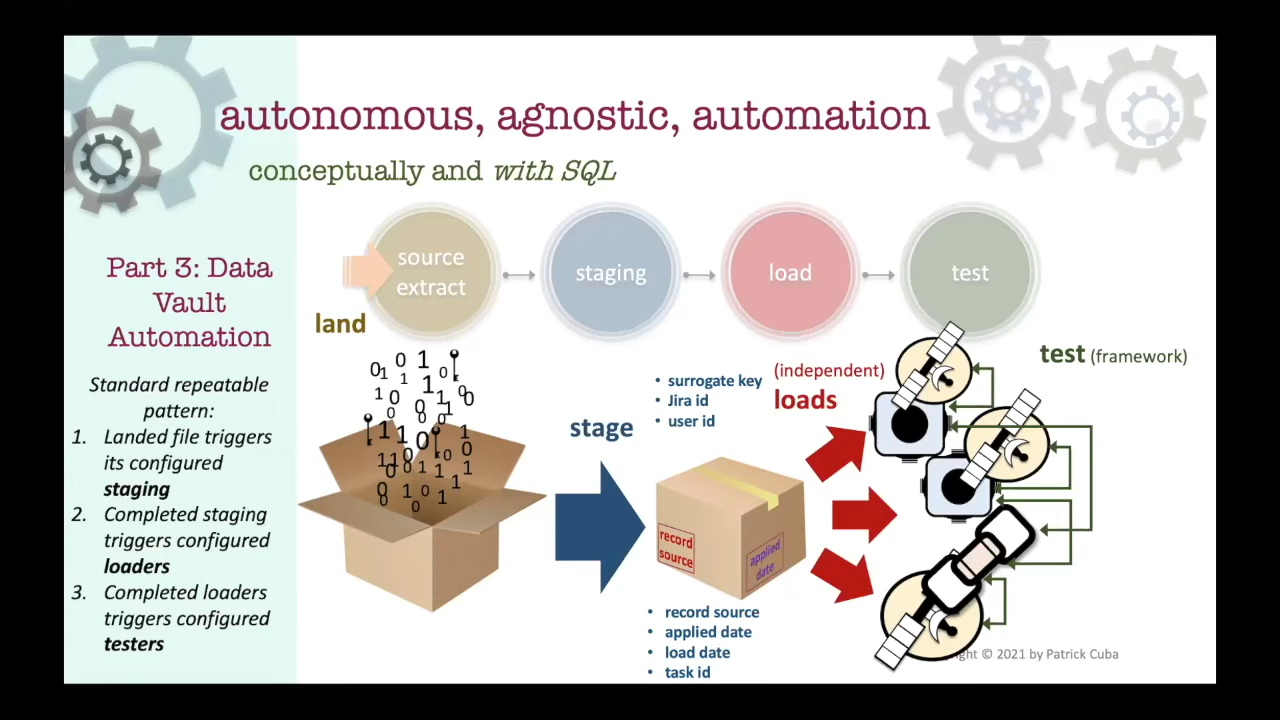 autonomous, agnostic, automation
conceptually and with SQL
Part 3: Data
Vault
Automation
Standard repeatable
pattern:
1. Landed file triggers
its configured
staging
2. Completed staging
triggers configured
loaders
3. Completed loaders
triggers configured
testers
source
extract
staging
load
test
land
stage
• surrogate key
• Jira id
• user id
(independent)
loads
test (framework)
record
source
applied
date
• record source
• applied date
• load date
• task id
© 2021 by Patrick Cuba